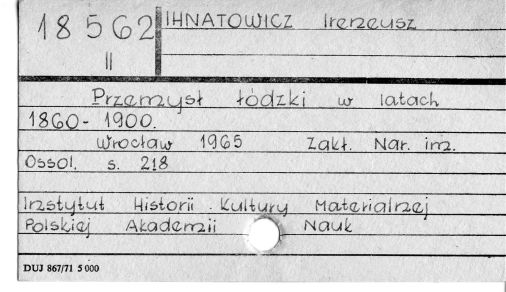 18562 IHNATOWICZ Ireneusz
II
Przemysł łódzki w latach
1860-1900.
Wrocław 1965 Zakł. Nar. im.
Ossol. s. 218
Instytut Historii Kultury Materialnej
Polskiej Akademii Nauk
DUJ 867/71 5 000